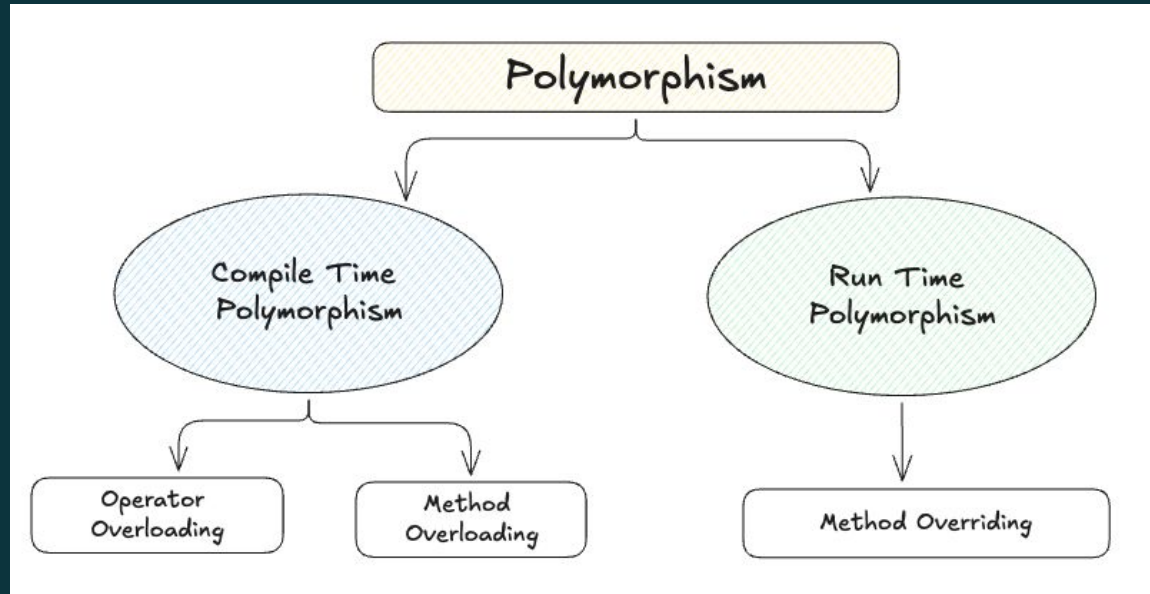 Polymorphism
Compile Time
Polymorphism
Run Time
Polymorphism
Operator
Overloading
Method
Overloading
Method Overriding